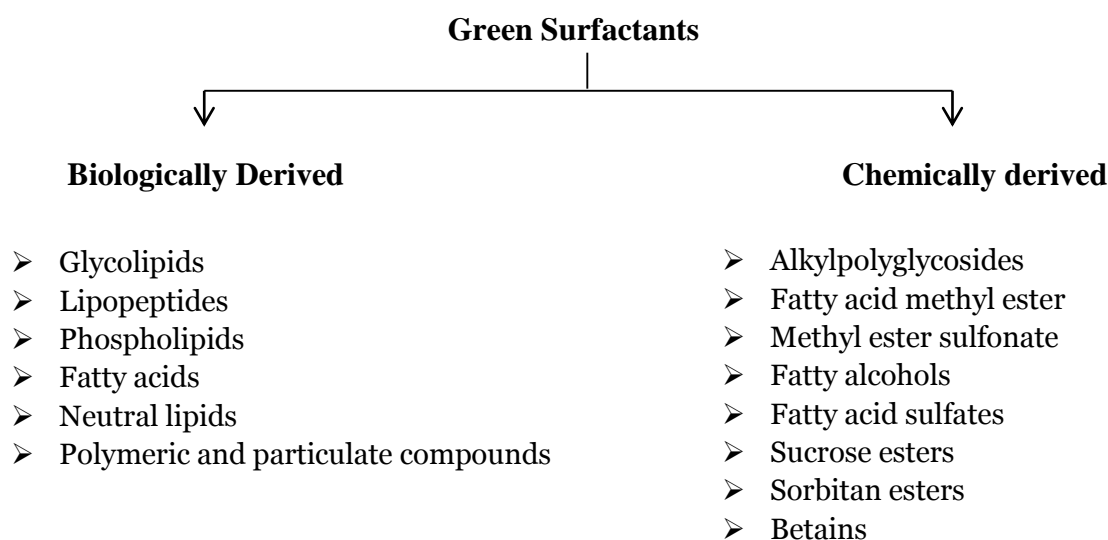 Green Surfactants
Biologically Derived
➢ Glycolipids
➢ Lipopeptides
➢ Phospholipids
➢ Fatty acids
➢ Neutral lipids
➢ Polymeric and particulate compounds
Chemically derived
➢ Alkylpolyglycosides
➢ Fatty acid methyl ester
➢ Methyl ester sulfonate
➢ Fatty alcohols
➢ Fatty acid sulfates
➢ Sucrose esters
➢ Sorbitan esters
➢ Betains